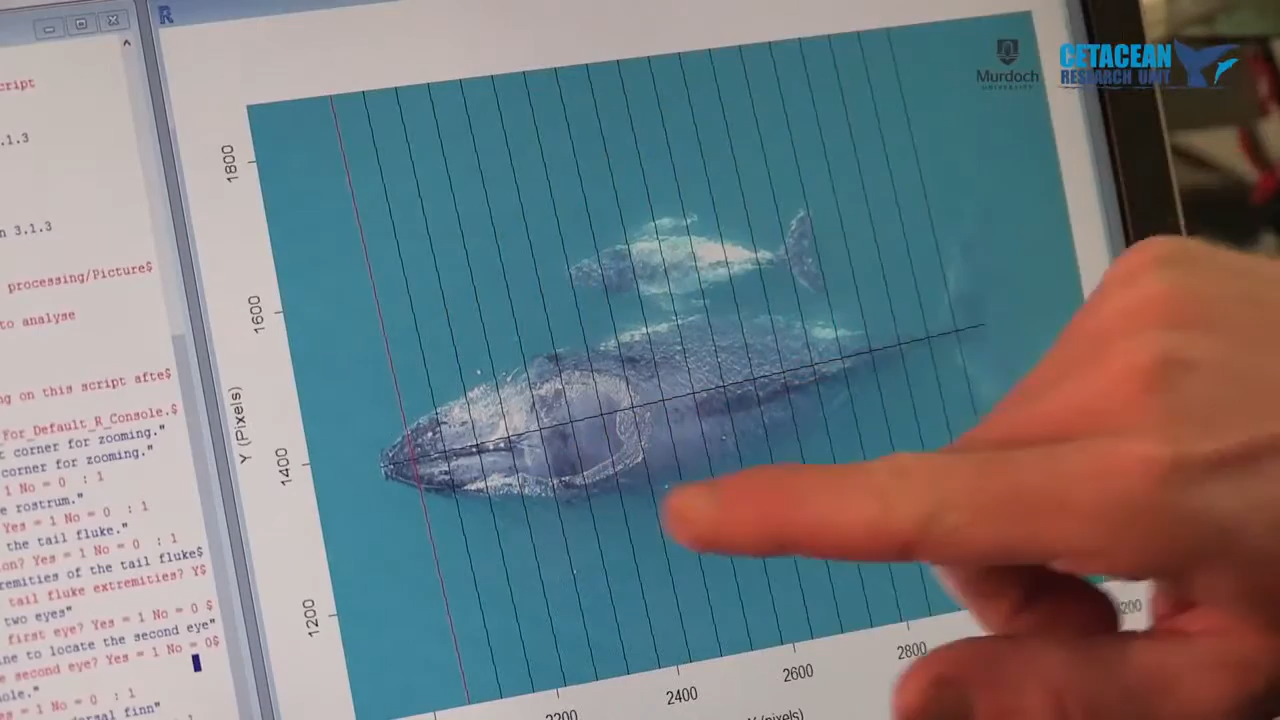 cript
.1.3
n 3.1.3
processing/Picture$
to analyse
ng on this script afte$
_For_Default_R_Console.$
t corner for zooming."
corner for zooming."
1 No = 0 : 1
e rostrum."
Yes = 1 No = 0 : 1
the tail fluke."
on? Yes = 1 No = 0 : 1
remities of the tail fluke$
tail fluke extremities? Y$
two eyes"
first eye? Yes = 1 No = 0 $
ne to locate the second eye"
e second eye? Yes = 1 No = 0$
ole."
= 1 No = 0 : 1
orsal finn"
R
Murdoch
UNIVERSITY
CETACEAN
RESEARCH UNIT
1800
1600
1400
1200
Y (Pixels)
2200
2400
2600
2800
200
(pixels)